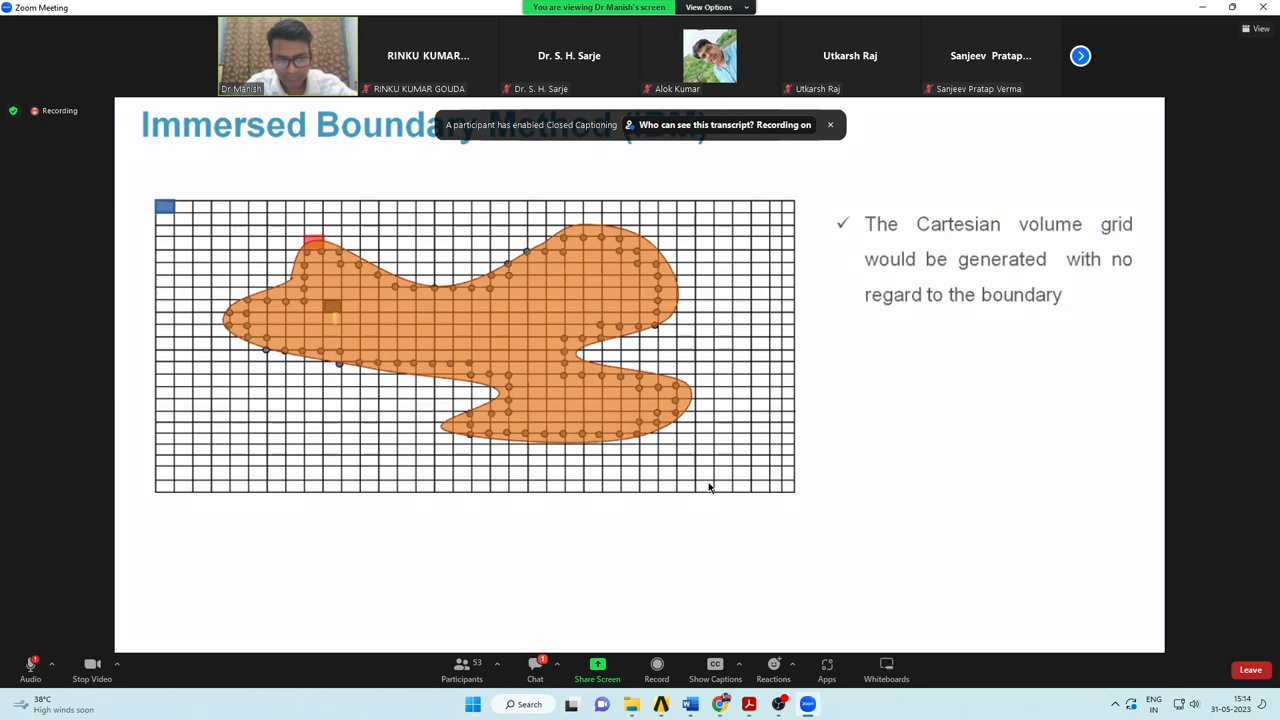 Zoom Meeting
You are viewing Dr Manish's screen
View Options
View
RINKU KUMAR...
Dr. S. H. Sarje
Utkarsh Raj
Sanjeev Pratap...
Dr Manish
RINKU KUMAR GOUDA
Dr. S. H. Sarje
Alok Kumar
Utkarsh Raj
Sanjeev Pratap Verma
Recording
A participant has enabled Closed Captioning
Who can see this transcript? Recording on
Immersed Bounda
The Cartesian volume grid
would be generated with no
regard to the boundary
Audio
Stop Video
53
Participants
1
Chat
Share Screen
Record
CC
Show Captions
Reactions
Apps
Whiteboards
Leave
38°C
High winds soon
Search
zoom
ENG
IN
15:14
31-05-2023